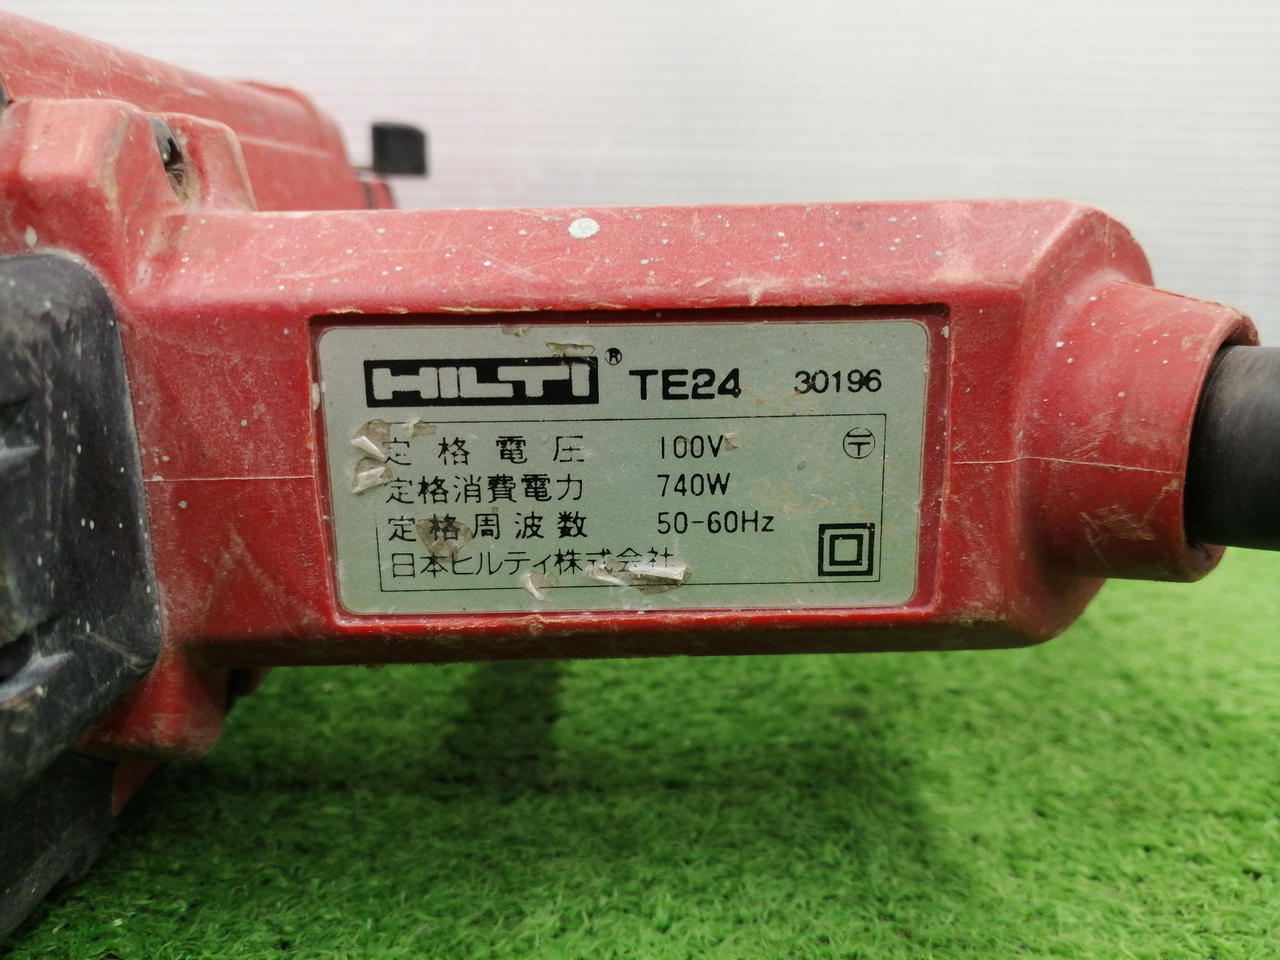 HILTI® TE24 30196
定格電圧 100V 〒
定格消費電力 740W
定格周波数 50-60Hz
日本ヒルティ株式会社